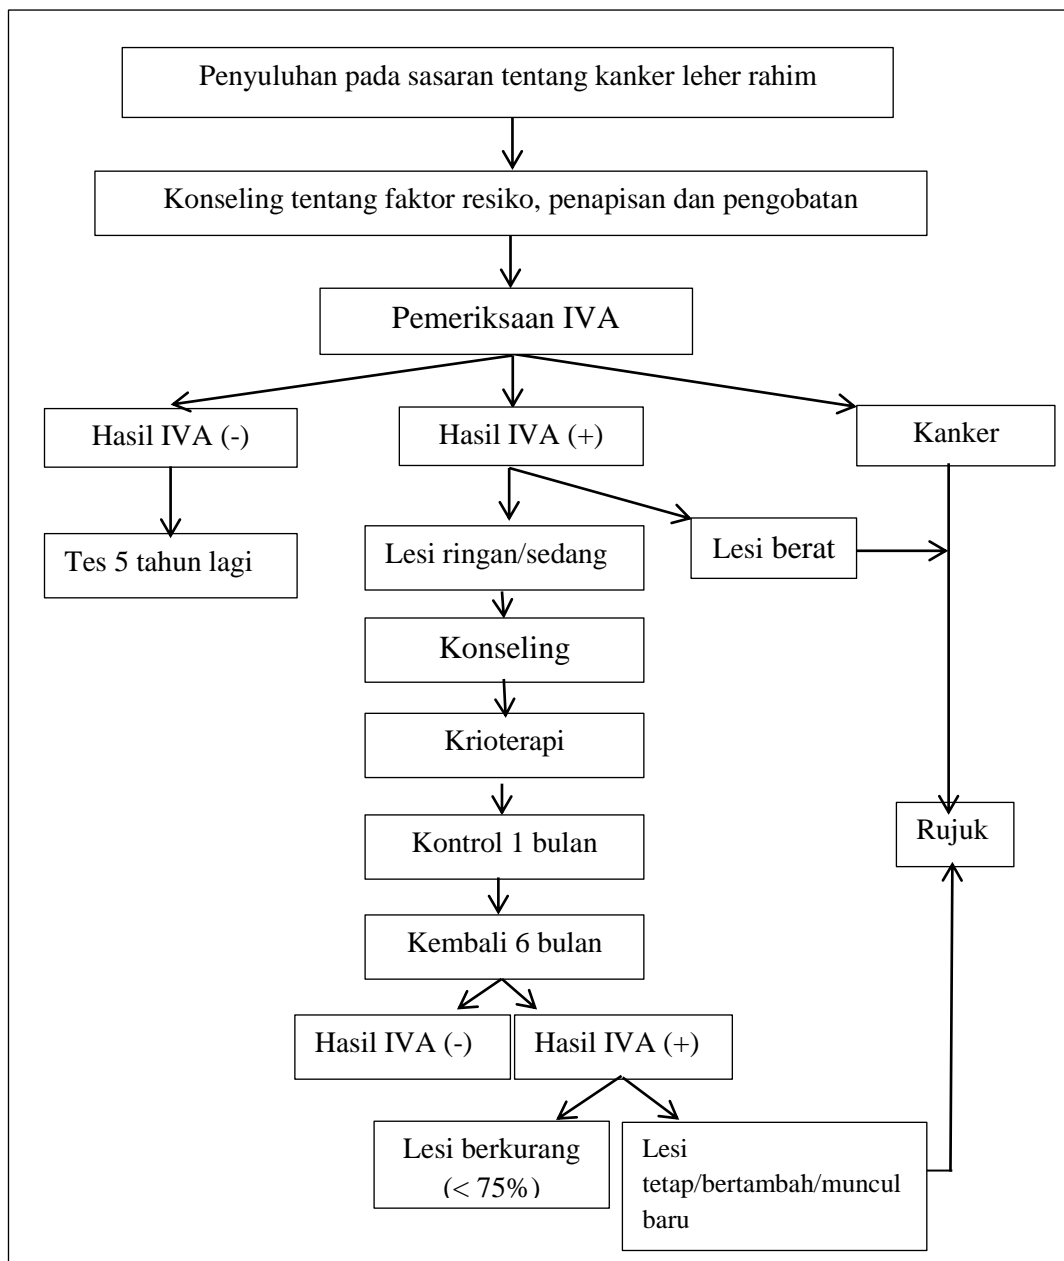 Penyuluhan pada sasaran tentang kanker leher rahim
Konseling tentang faktor resiko, penapisan dan pengobatan
Pemeriksaan IVA
Hasil IVA (-)
Hasil IVA (+)
Kanker
Tes 5 tahun lagi
Lesi ringan/sedang
Lesi berat
Konseling
Krioterapi
Kontrol 1 bulan
Rujuk
Kembali 6 bulan
Hasil IVA (-)
Hasil IVA (+)
Lesi berkurang
(< 75%)
Lesi
tetap/bertambah/muncul
baru